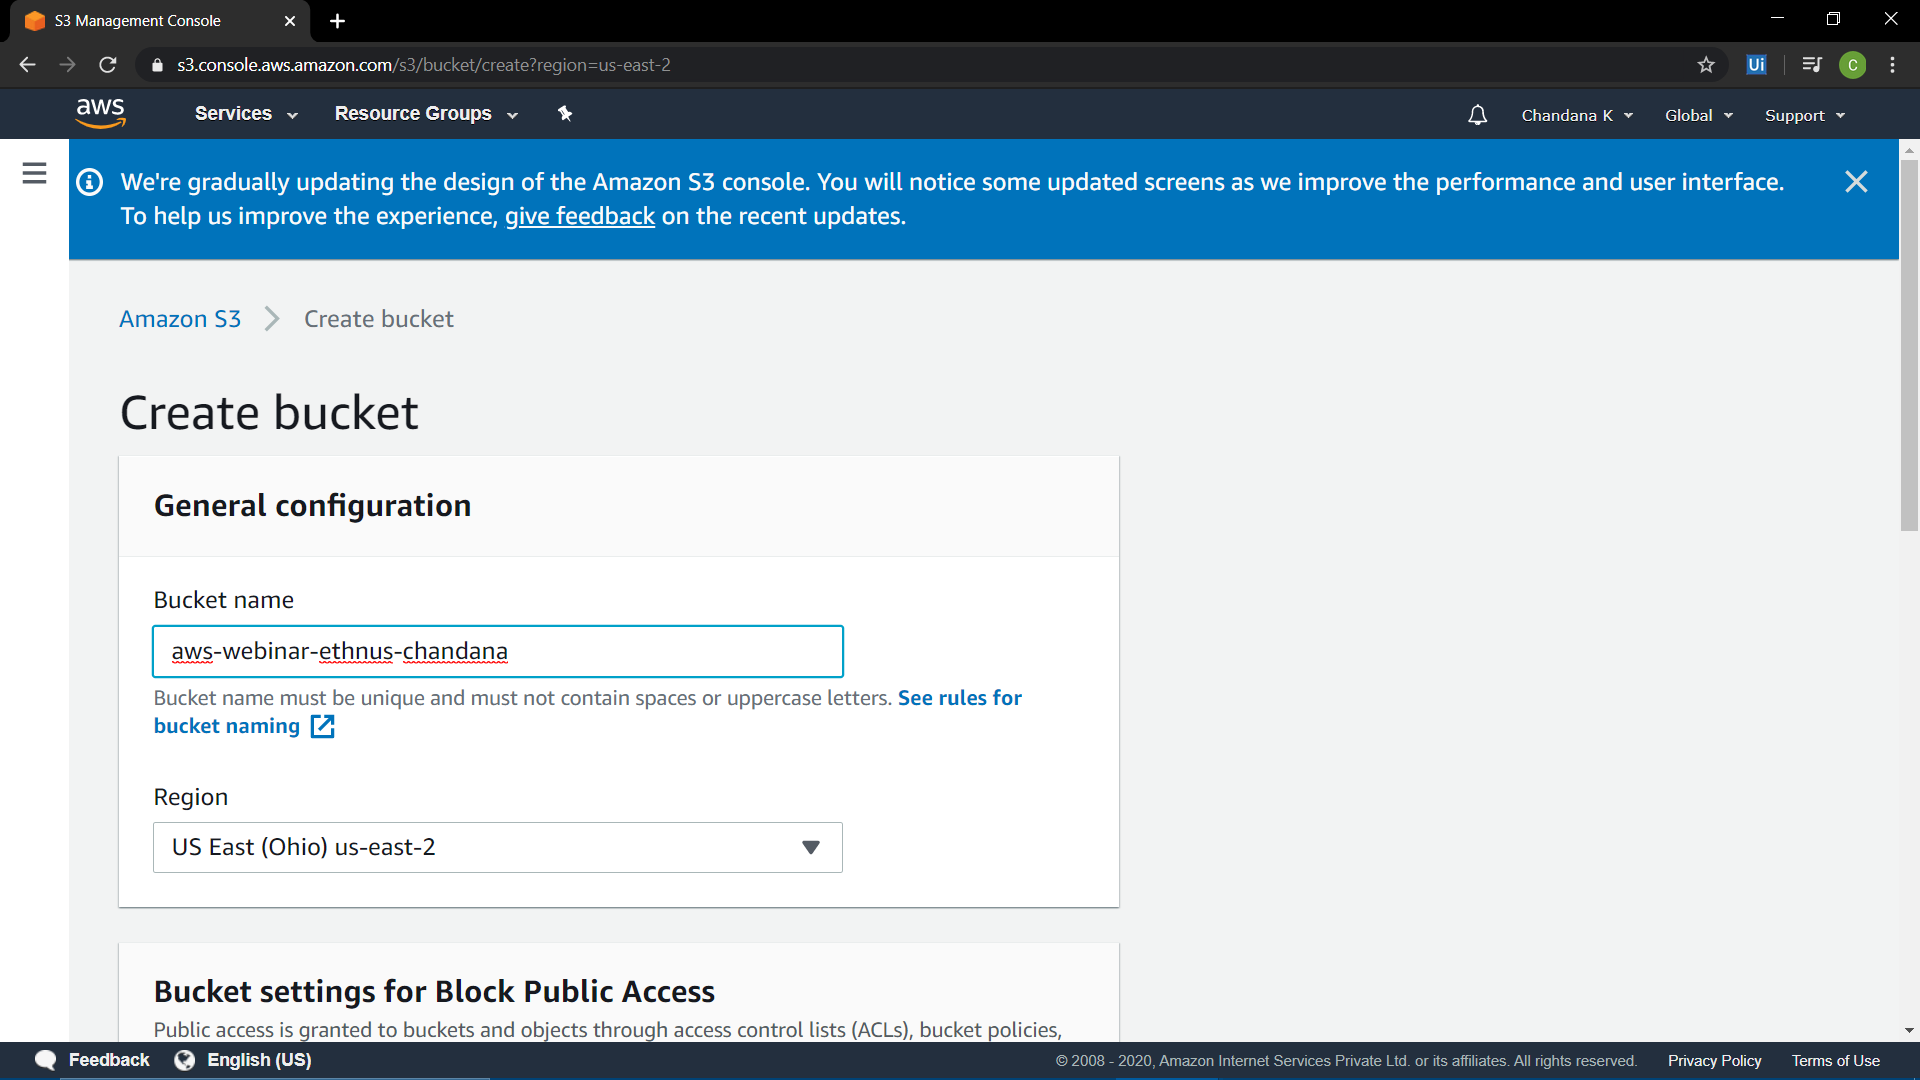 S3 Management Console
s3.console.aws.amazon.com/s3/bucket/create?region=us-east-2
Ui
C
aws
Services
Resource Groups
Chandana K
Global
Support
We're gradually updating the design of the Amazon S3 console. You will notice some updated screens as we improve the performance and user interface.
To help us improve the experience, give feedback on the recent updates.
Amazon S3
Create bucket
Create bucket
General configuration
Bucket name
aws-webinar-ethnus-chandana
Bucket name must be unique and must not contain spaces or uppercase letters. See rules for
bucket naming
Region
US East (Ohio) us-east-2
Bucket settings for Block Public Access
Public access is granted to buckets and objects through access control lists (ACLs), bucket policies,
Feedback
English (US)
© 2008 - 2020, Amazon Internet Services Private Ltd. or its affiliates. All rights reserved.
Privacy Policy
Terms of Use